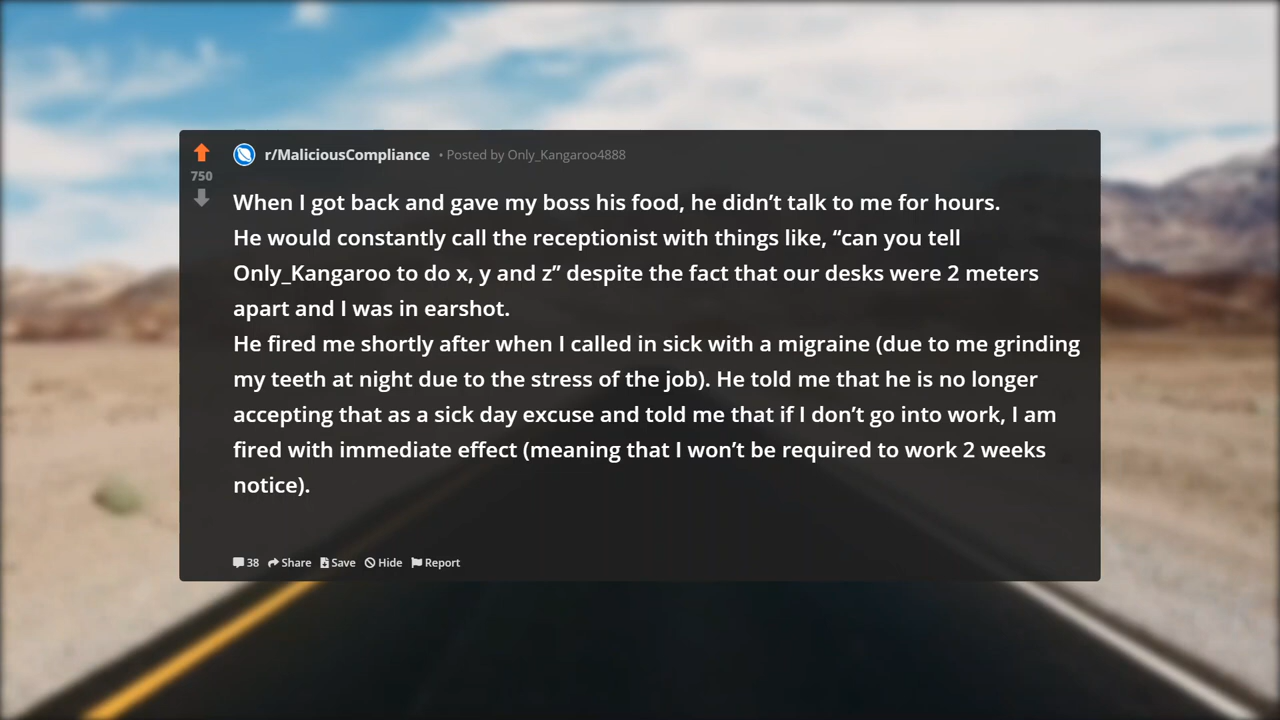 r/MaliciousCompliance • Posted by Only_Kangaroo4888
750
When I got back and gave my boss his food, he didn’t talk to me for hours.
He would constantly call the receptionist with things like, “can you tell
Only_Kangaroo to do x, y and z” despite the fact that our desks were 2 meters
apart and I was in earshot.
He fired me shortly after when I called in sick with a migraine (due to me grinding
my teeth at night due to the stress of the job). He told me that he is no longer
accepting that as a sick day excuse and told me that if I don’t go into work, I am
fired with immediate effect (meaning that I won’t be required to work 2 weeks
notice).
38 Share Save Hide Report